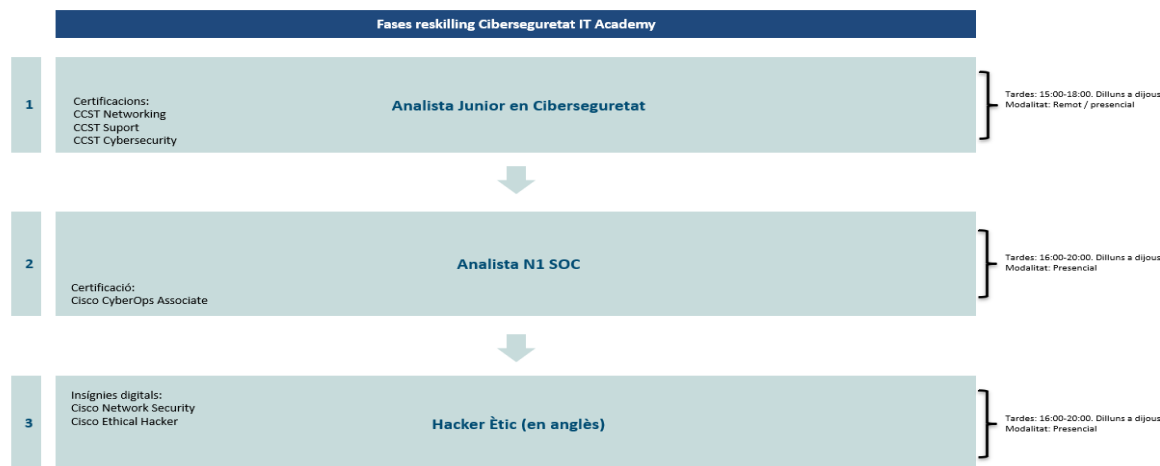 Fases reskilling Ciberseguretat IT Academy
1
Certificacions:
CCST Networking
CCST Suport
CCST Cybersecurity
Analista Junior en Ciberseguretat
Tardes: 15:00-18:00. Dilluns a dijous
Modalitat: Remot / presencial
2
Analista N1 SOC
Certificació:
Cisco CyberOps Associate
Tardes: 16:00-20:00. Dilluns a dijous
Modalitat: Presencial
3
Insígnies digitals:
Cisco Network Security
Cisco Ethical Hacker
Hacker Ètic (en anglès)
Tardes: 16:00-20:00. Dilluns a dijous
Modalitat: Presencial